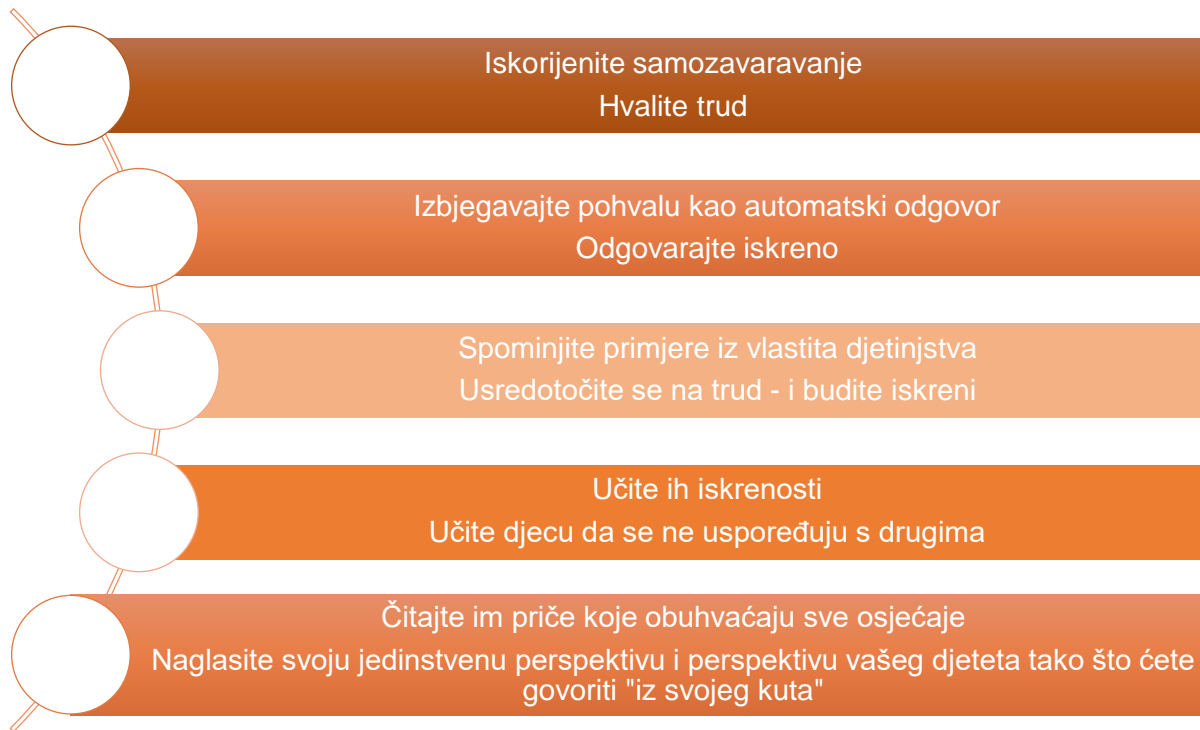 Iskorijenite samozavaravanje
Hvalite trud
Izbjegavajte pohvalu kao automatski odgovor
Odgovarajte iskreno
Spominjite primjere iz vlastita djetinjstva
Usredotočite se na trud - i budite iskreni
Učite ih iskrenosti
Učite djecu da se ne uspoređuju s drugima
Čitajte im priče koje obuhvaćaju sve osjećaje
Naglasite svoju jedinstvenu perspektivu i perspektivu vašeg djeteta tako što ćete
govoriti "iz svojeg kuta"